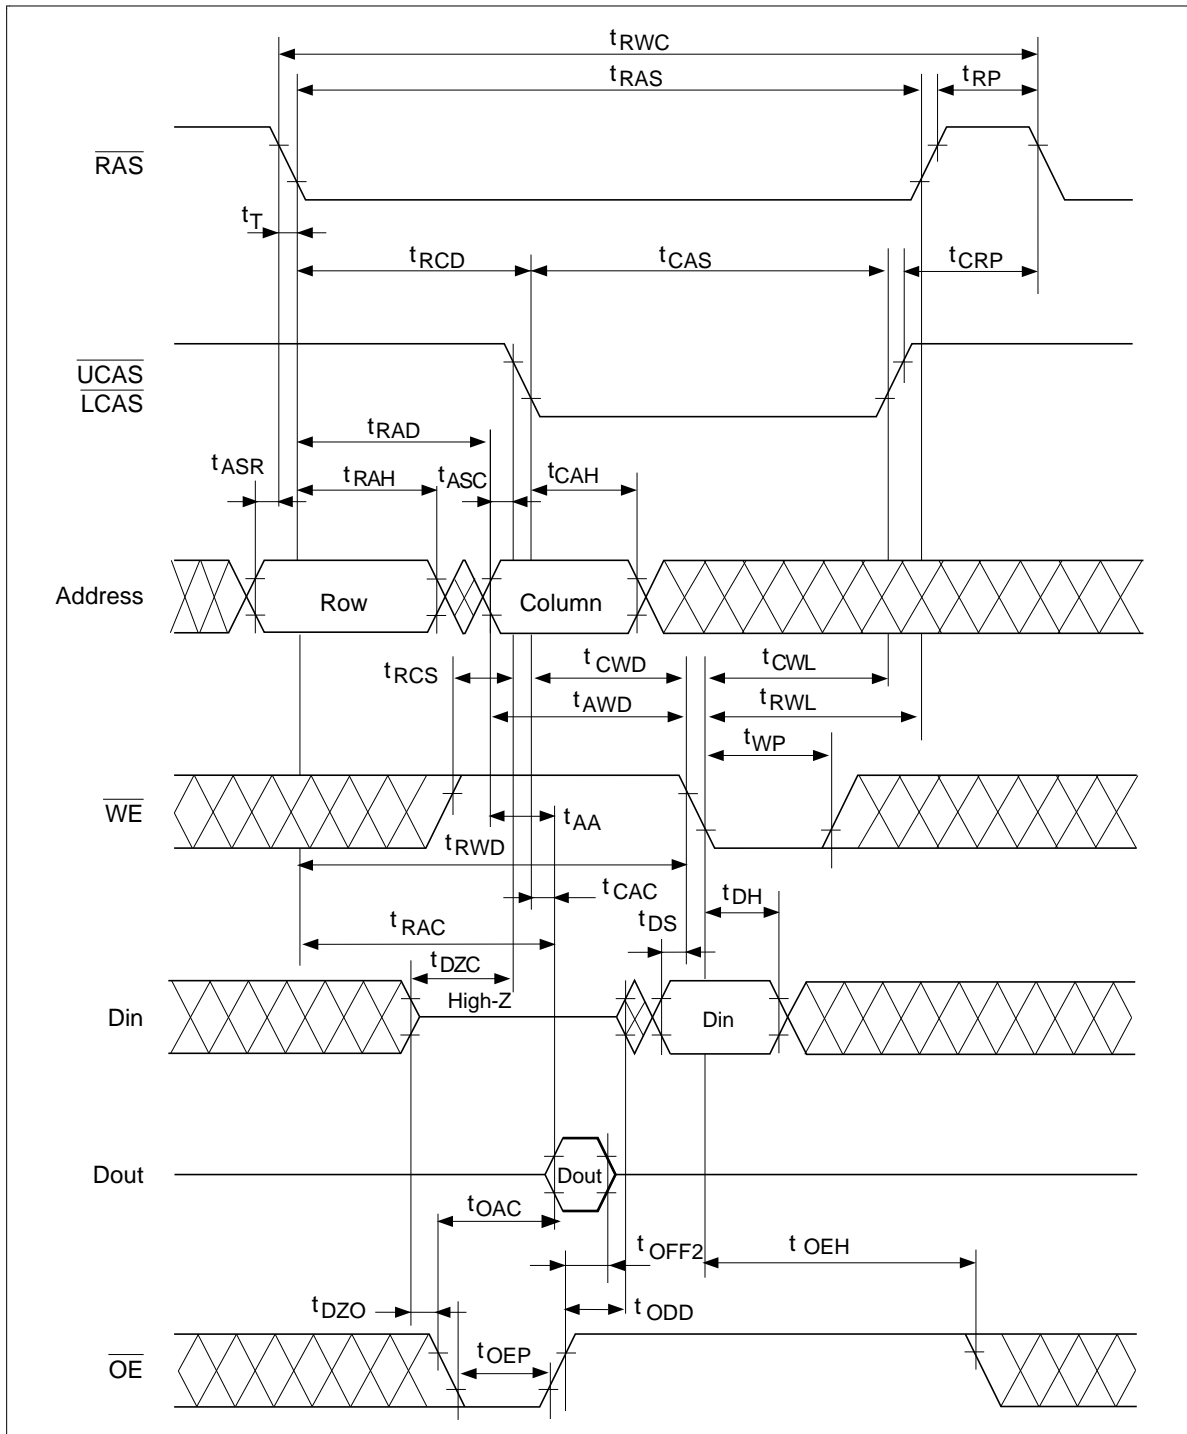 tRWC
tRAS
tRP
RAS
tT
tRCD
tCAS
tCRP
UCAS
LCAS
tRAD
tASR
tRAH
tASC
tCAH
Address
Row
Column
tRCS
tCWD
tCWL
tAWD
tRWL
tWP
WE
tAA
tRWD
tCAC
tDH
tRAC
tDS
tDZC
High-Z
Din
Din
Dout
Dout
tOAC
tOFF2
tOEH
tDZO
tODD
tOEP
OE